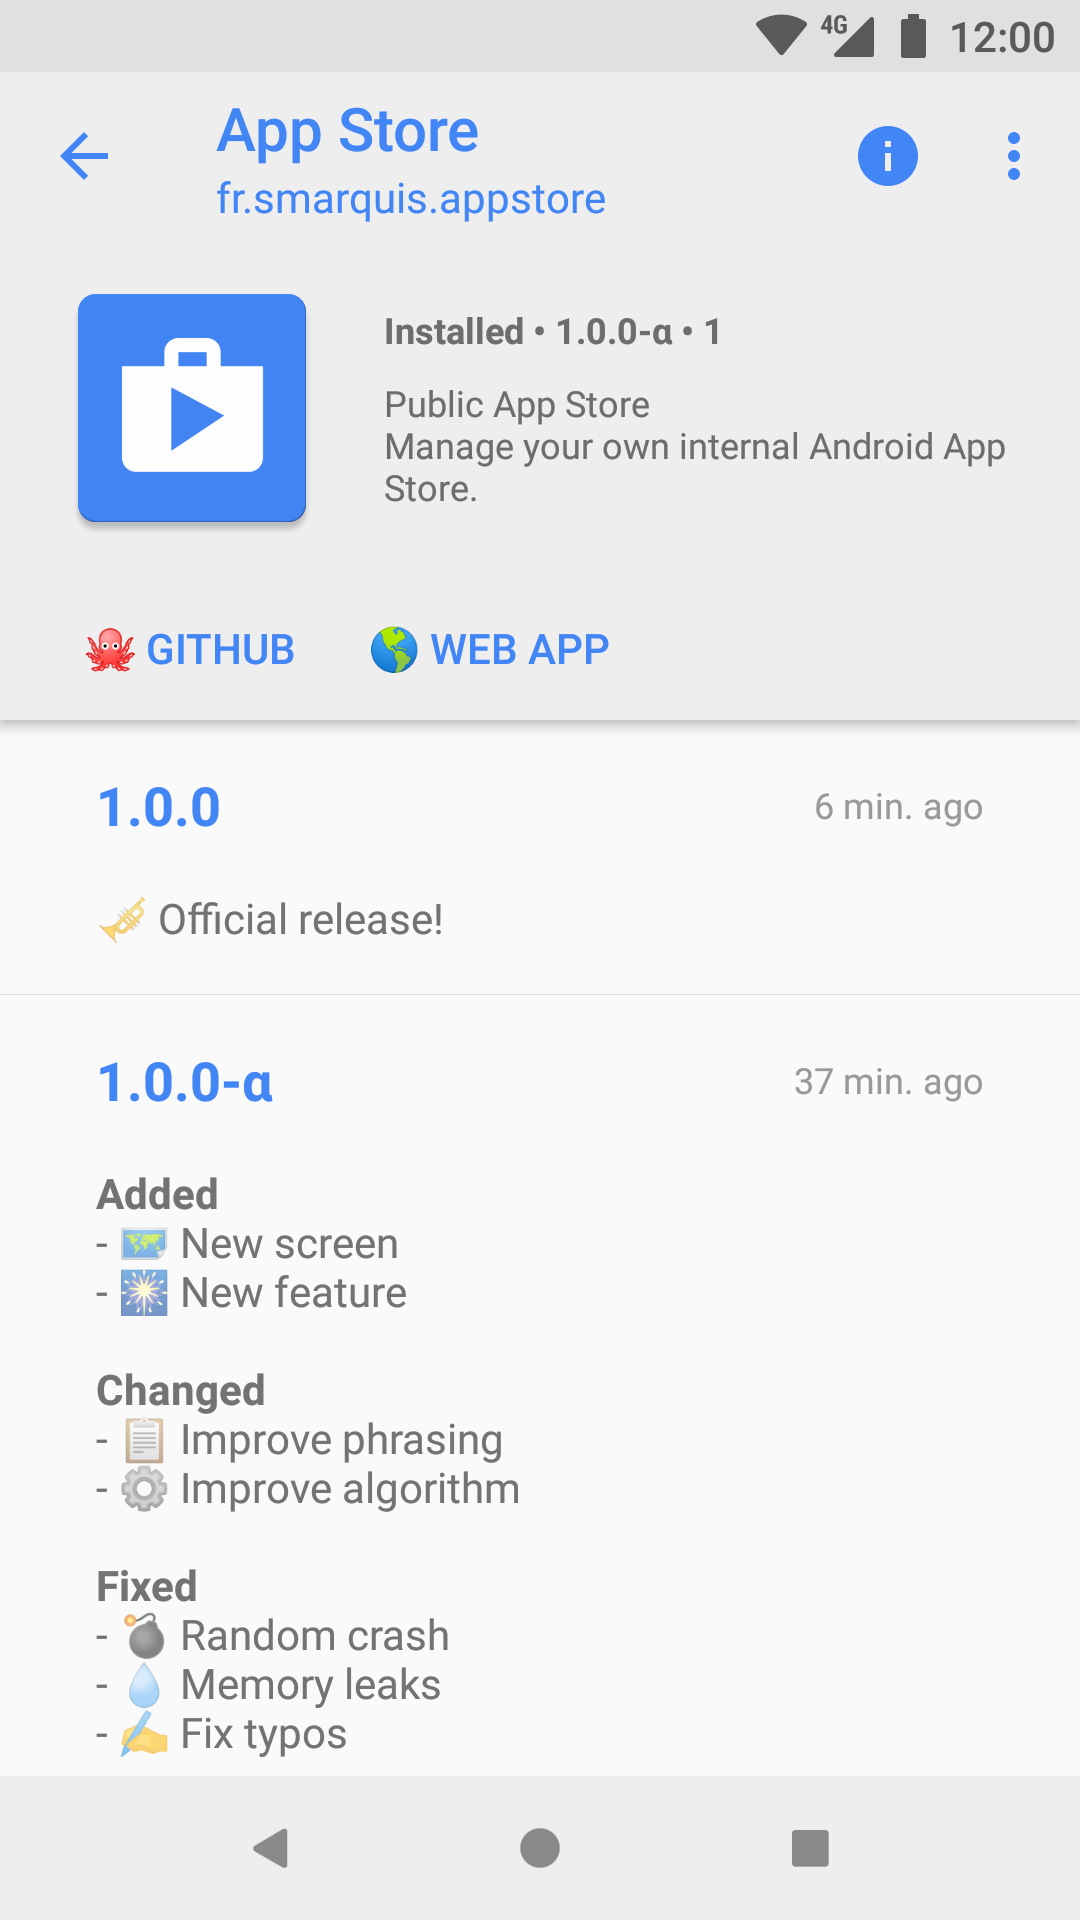 4G 12:00
App Store
fr.smarquis.appstore
Installed • 1.0.0-α • 1
Public App Store
Manage your own internal Android App
Store.
🐙 GITHUB 🌎 WEB APP
1.0.0 6 min. ago
🎺 Official release!
1.0.0-α 37 min. ago
Added
- 🗺️ New screen
- 🎇 New feature
Changed
- 📋 Improve phrasing
- ⚙️ Improve algorithm
Fixed
- 💣 Random crash
- 💧 Memory leaks
- ✍️ Fix typos